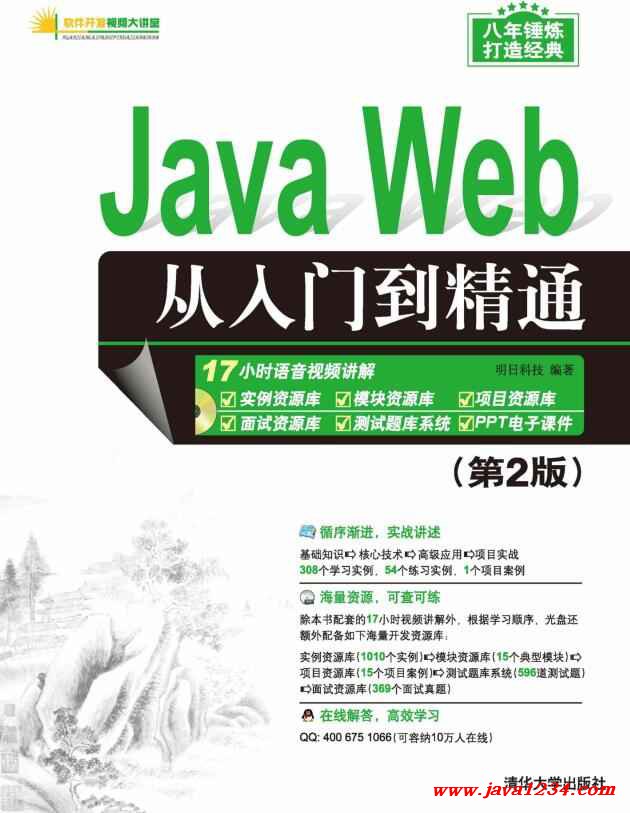 软件开发视频大讲堂
八年锤炼
打造经典
Java Web
从入门到精通
17小时语音视频讲解
明日科技 编著
实例资源库 模块资源库 项目资源库
面试资源库 测试题库系统 PPT电子课件
（第2版）
循序渐进，实战讲述
基础知识➪核心技术➪高级应用➪项目实战
308个学习实例、54个练习实例、1个项目案例
海量资源，可查可练
除本书配套的17小时视频讲解外，根据学习顺序，光盘还
额外配备如下海量开发资源库：
实例资源库（1010个实例）➪模块资源库（15个典型模块）➪
项目资源库（15个项目案例）➪测试题库系统（596道测试题）
➪面试资源库（369个面试真题）
在线解答，高效学习
QQ: 400 675 1066（可容纳10万人在线）
清华大学出版社
www.java1234.com